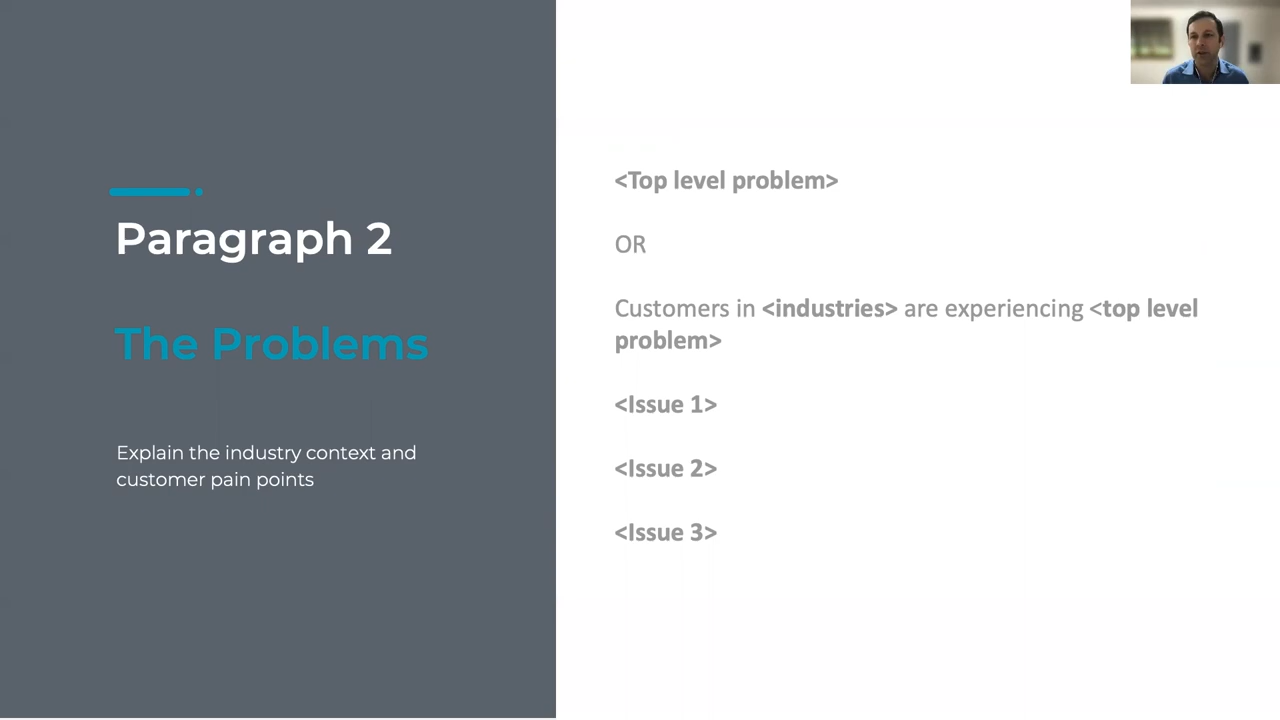 Paragraph 2
The Problems
Explain the industry context and
customer pain points
<Top level problem>
OR
Customers in <industries> are experiencing <top level
problem>
<Issue 1>
<Issue 2>
<Issue 3>